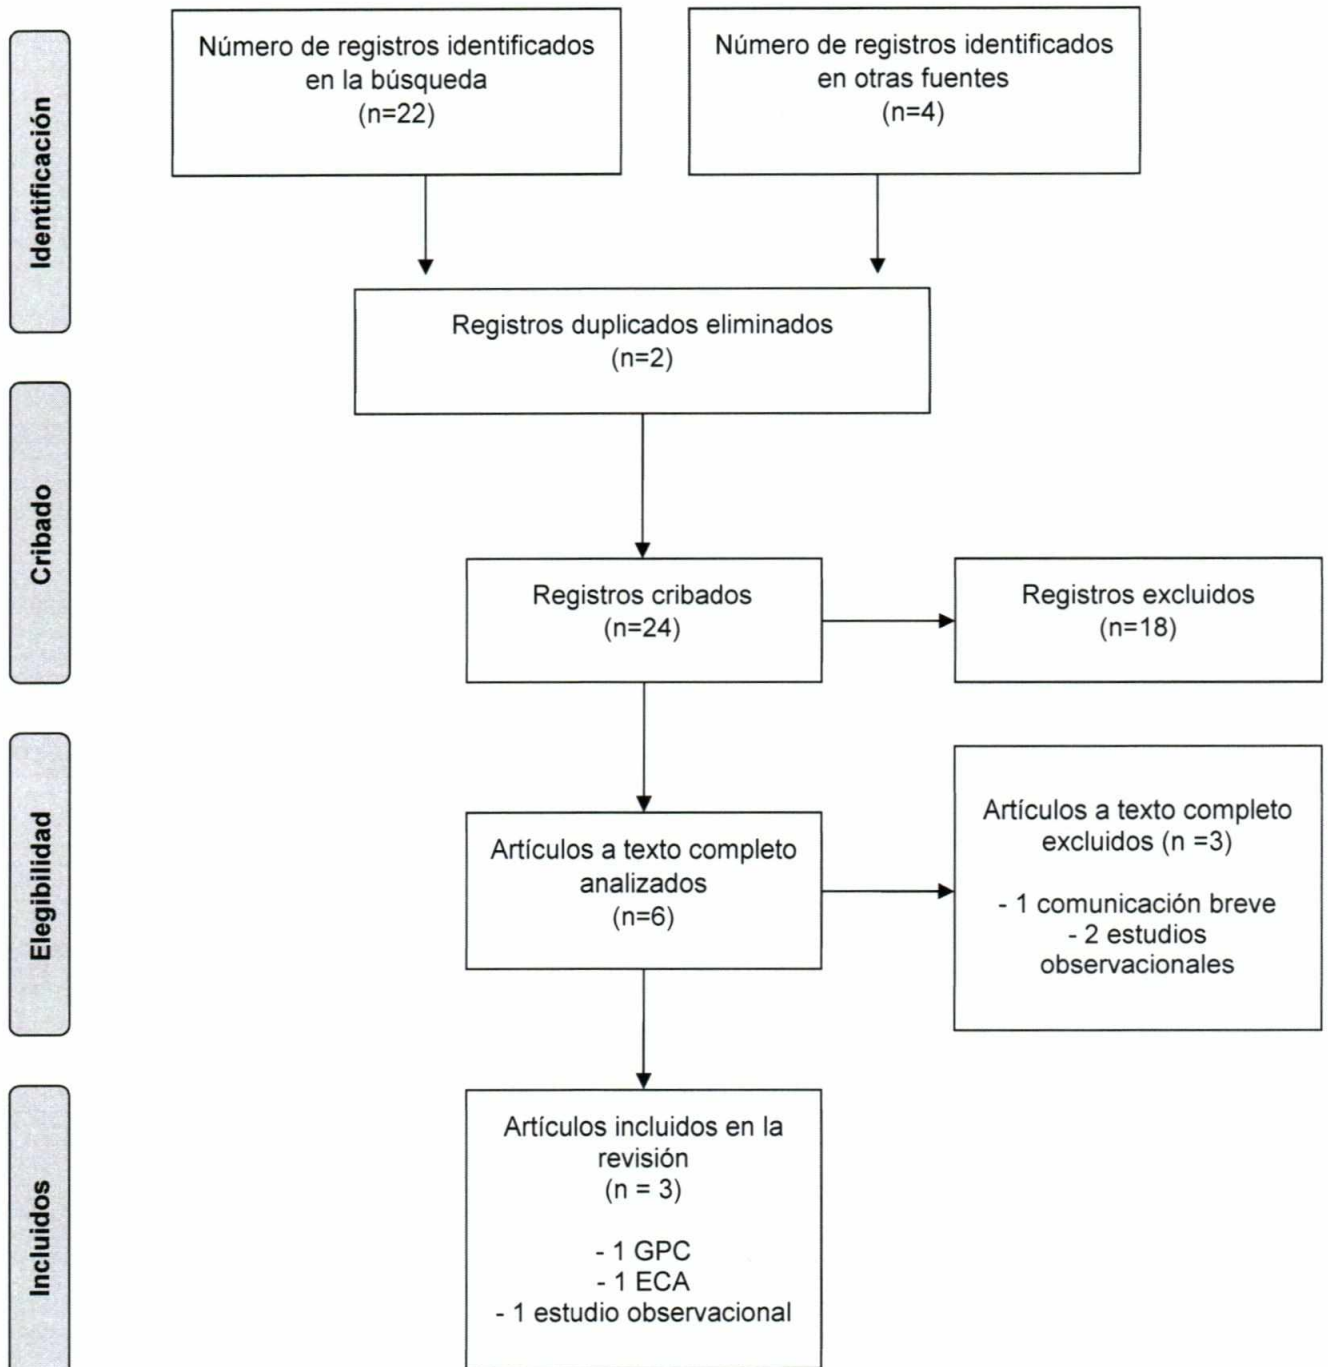 Identificación
Número de registros identificados
en la búsqueda
(n=22)
Número de registros identificados
en otras fuentes
(n=4)
Registros duplicados eliminados
(n=2)
Cribado
Registros cribados
(n=24)
Registros excluidos
(n=18)
Elegibilidad
Artículos a texto completo
analizados
(n=6)
Artículos a texto completo
excluidos (n =3)
- 1 comunicación breve
- 2 estudios
observacionales
Incluidos
Artículos incluidos en la
revisión
(n = 3)
- 1 GPC
- 1 ECA
- 1 estudio observacional